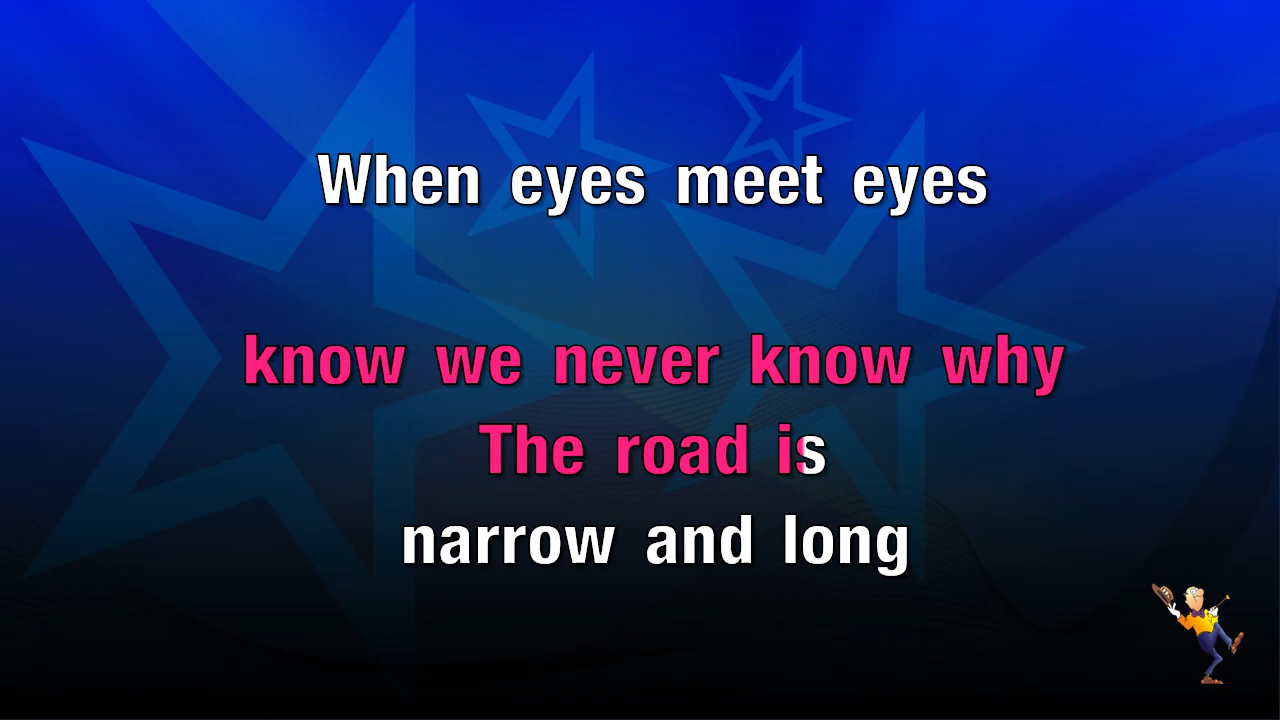 When eyes meet eyes
know we never know why
The road is
narrow and long